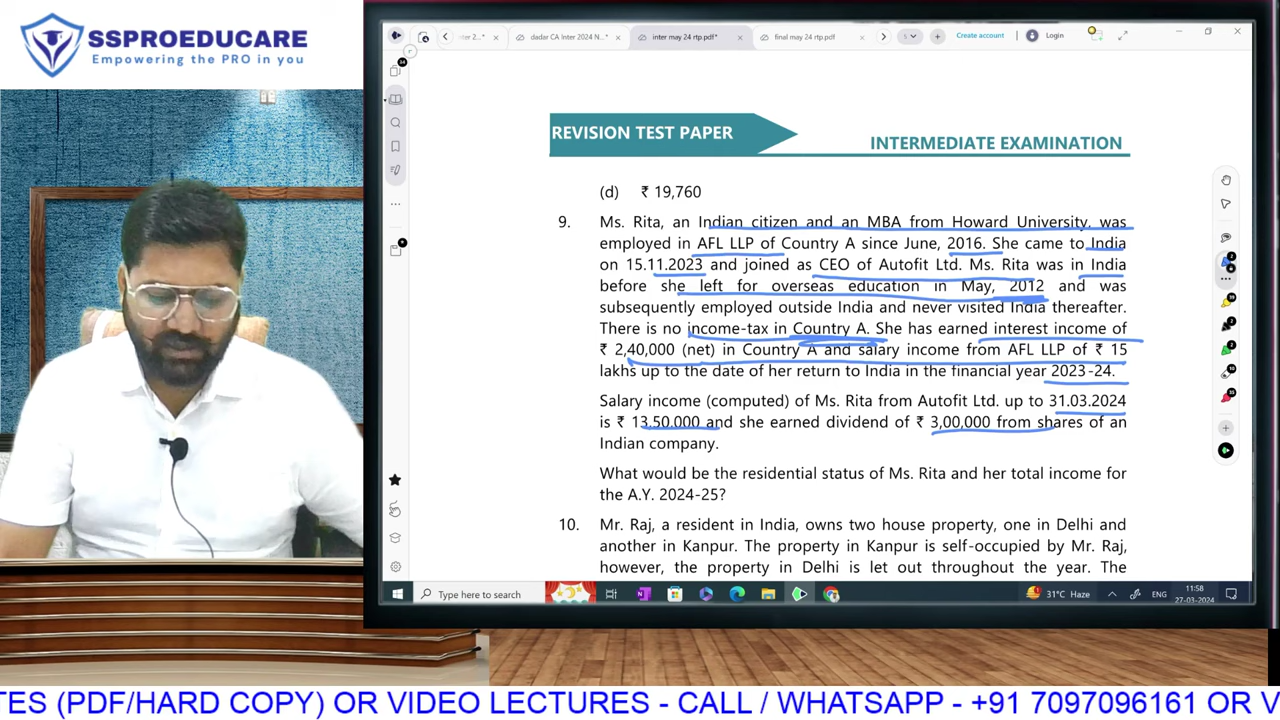 SSPROEDUCARE
Empowering the PRO in you
dadar CA Inter 2024 N...*
inter may 24 rtp.pdf*
final may 24 rtp.pdf
Create account
Login
REVISION TEST PAPER
INTERMEDIATE EXAMINATION
(d) ₹ 19,760
9. Ms. Rita, an Indian citizen and an MBA from Howard University, was
employed in AFL LLP of Country A since June, 2016. She came to India
on 15.11.2023 and joined as CEO of Autofit Ltd. Ms. Rita was in India
before she left for overseas education in May, 2012 and was
subsequently employed outside India and never visited India thereafter.
There is no income-tax in Country A. She has earned interest income of
₹ 2,40,000 (net) in Country A and salary income from AFL LLP of ₹ 15
lakhs up to the date of her return to India in the financial year 2023-24.
Salary income (computed) of Ms. Rita from Autofit Ltd. up to 31.03.2024
is ₹ 13,50,000 and she earned dividend of ₹ 3,00,000 from shares of an
Indian company.
What would be the residential status of Ms. Rita and her total income for
the A.Y. 2024-25?
10. Mr. Raj, a resident in India, owns two house property, one in Delhi and
another in Kanpur. The property in Kanpur is self-occupied by Mr. Raj,
however, the property in Delhi is let out throughout the year. The
Type here to search
31°C Haze
ENG
11:58
27-03-2024
TES (PDF/HARD COPY) OR VIDEO LECTURES - CALL / WHATSAPP - +91 7097096161 OR V